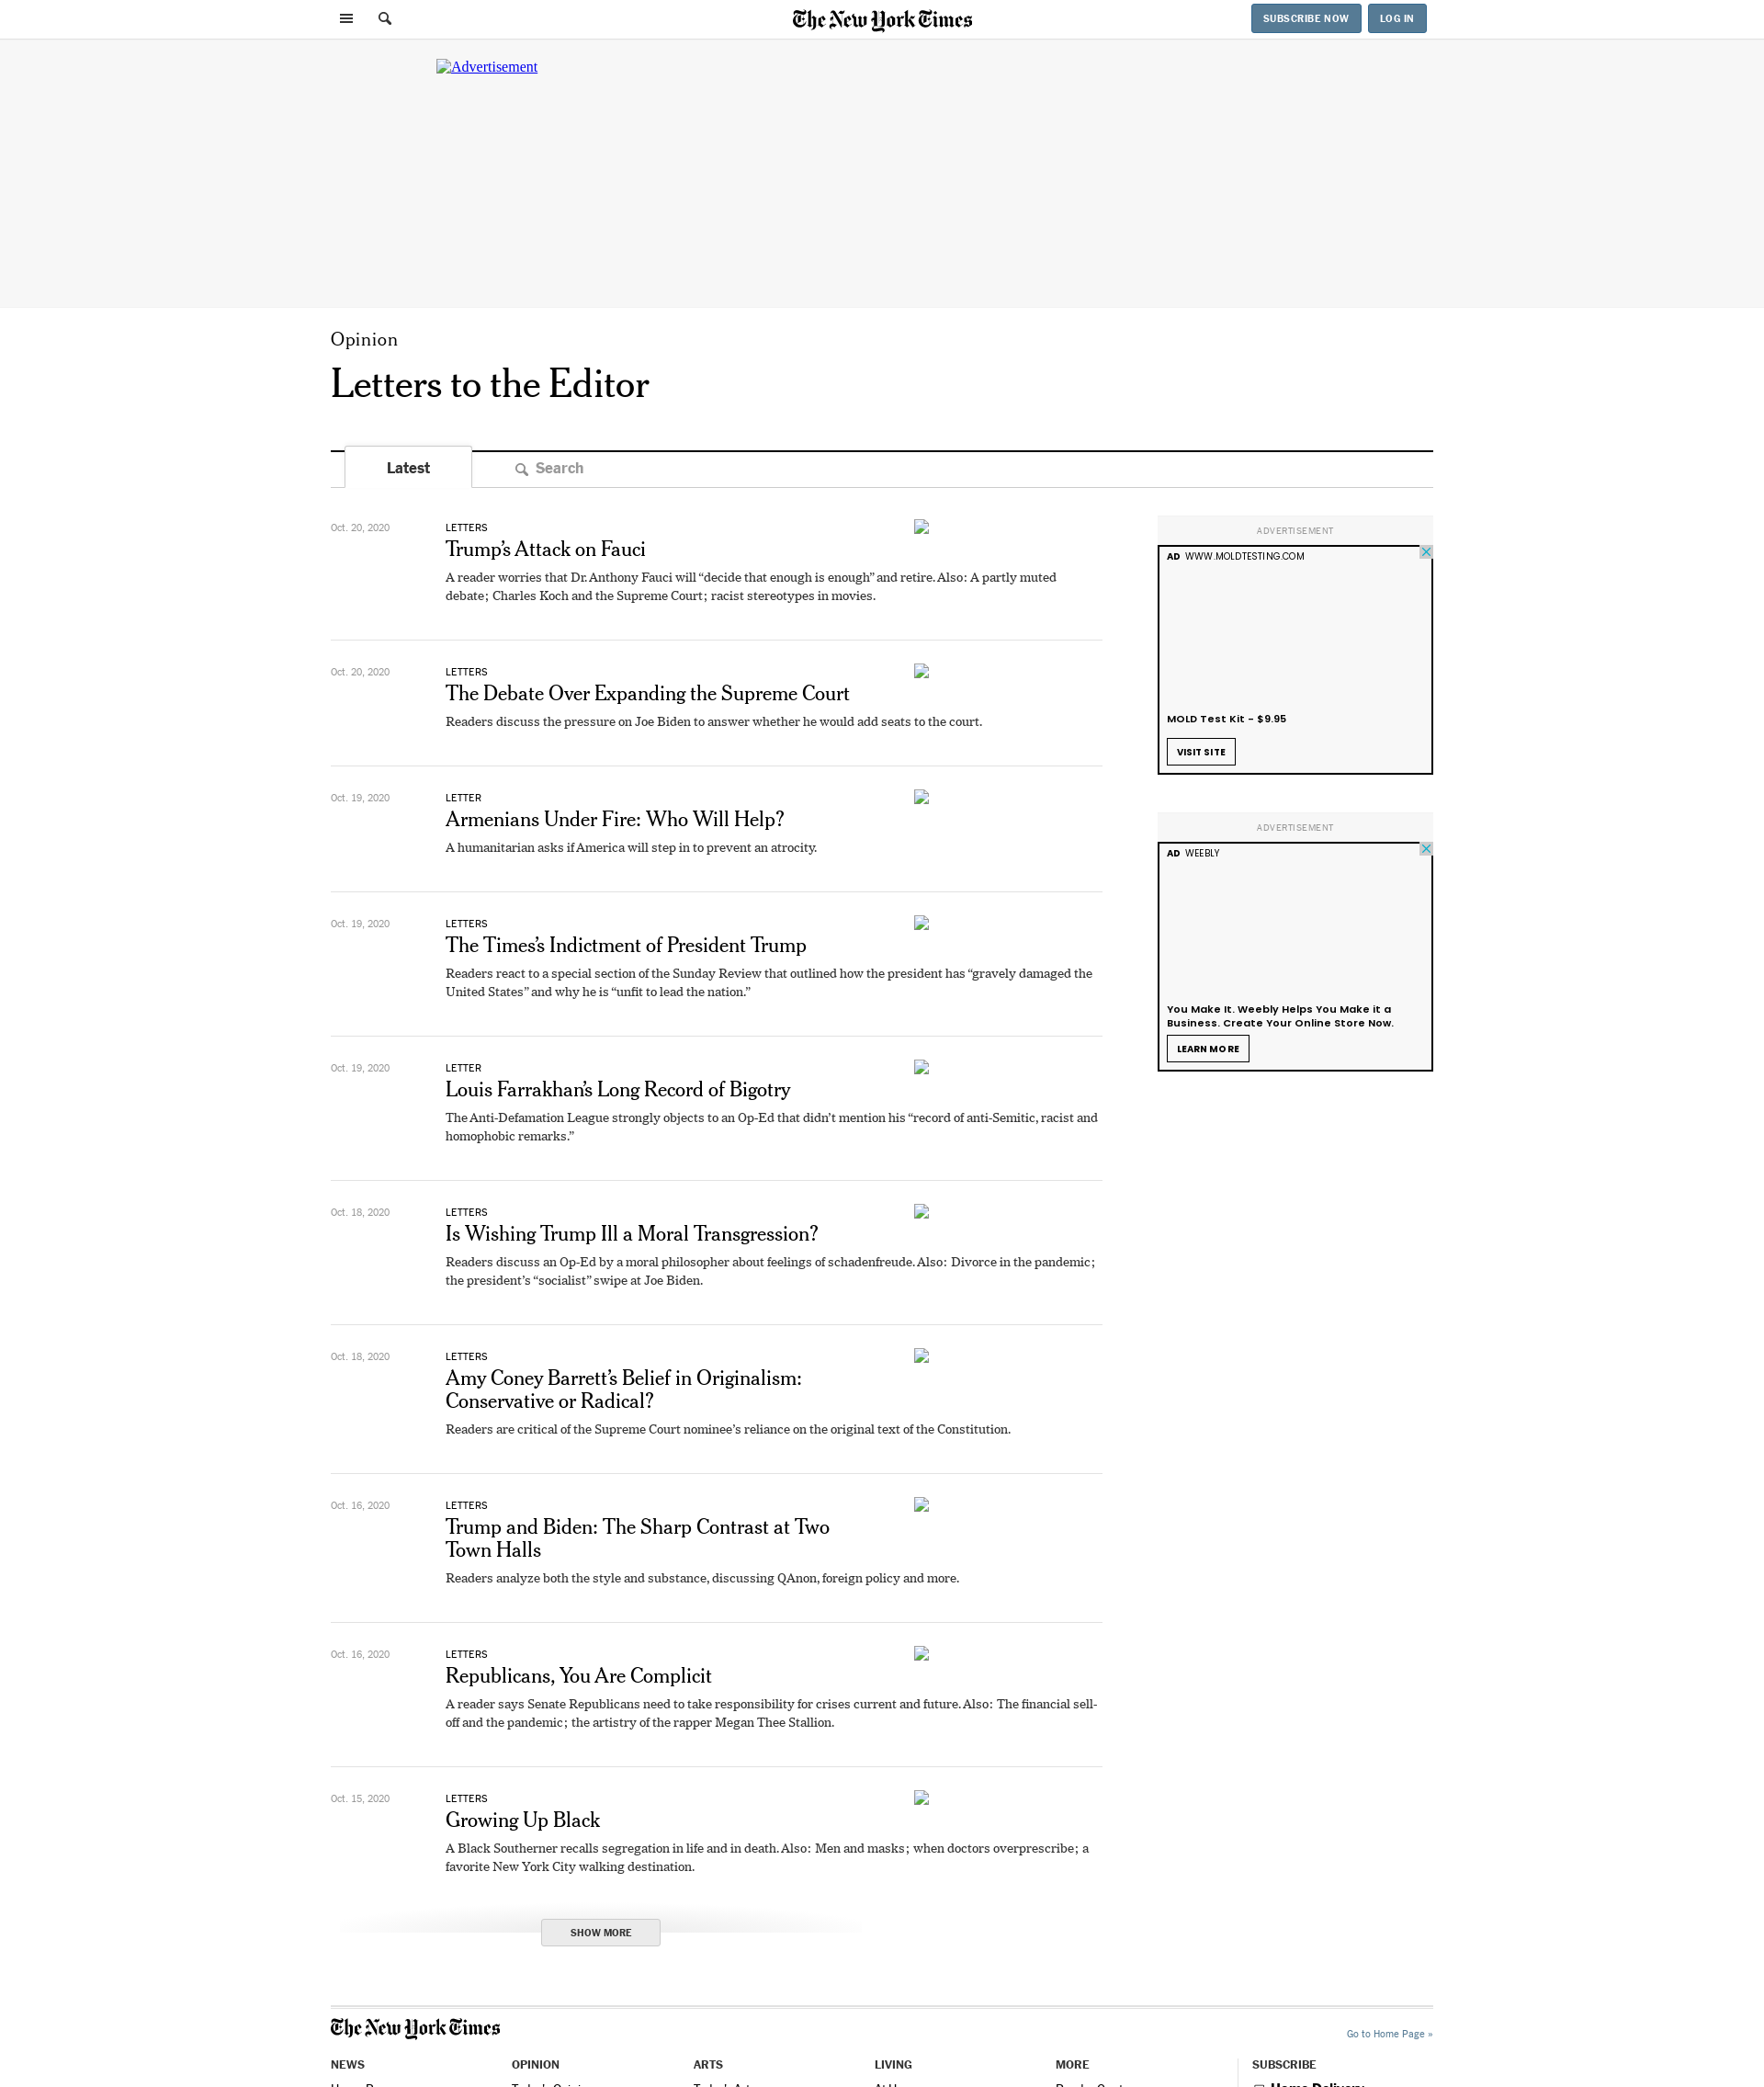 The New York Times
SUBSCRIBE NOW
LOG IN
Advertisement
Opinion
Letters to the Editor
Latest
Search
Oct. 20, 2020
LETTERS
Trump’s Attack on Fauci
A reader worries that Dr. Anthony Fauci will “decide that enough is enough” and retire. Also: A partly muted
debate; Charles Koch and the Supreme Court; racist stereotypes in movies.
Oct. 20, 2020
LETTERS
The Debate Over Expanding the Supreme Court
Readers discuss the pressure on Joe Biden to answer whether he would add seats to the court.
Oct. 19, 2020
LETTER
Armenians Under Fire: Who Will Help?
A humanitarian asks if America will step in to prevent an atrocity.
Oct. 19, 2020
LETTERS
The Times’s Indictment of President Trump
Readers react to a special section of the Sunday Review that outlined how the president has “gravely damaged the
United States” and why he is “unfit to lead the nation.”
Oct. 19, 2020
LETTER
Louis Farrakhan’s Long Record of Bigotry
The Anti-Defamation League strongly objects to an Op-Ed that didn’t mention his “record of anti-Semitic, racist and
homophobic remarks.”
Oct. 18, 2020
LETTERS
Is Wishing Trump Ill a Moral Transgression?
Readers discuss an Op-Ed by a moral philosopher about feelings of schadenfreude. Also: Divorce in the pandemic;
the president’s “socialist” swipe at Joe Biden.
Oct. 18, 2020
LETTERS
Amy Coney Barrett’s Belief in Originalism:
Conservative or Radical?
Readers are critical of the Supreme Court nominee’s reliance on the original text of the Constitution.
Oct. 16, 2020
LETTERS
Trump and Biden: The Sharp Contrast at Two
Town Halls
Readers analyze both the style and substance, discussing QAnon, foreign policy and more.
Oct. 16, 2020
LETTERS
Republicans, You Are Complicit
A reader says Senate Republicans need to take responsibility for crises current and future. Also: The financial sell-
off and the pandemic; the artistry of the rapper Megan Thee Stallion.
Oct. 15, 2020
LETTERS
Growing Up Black
A Black Southerner recalls segregation in life and in death. Also: Men and masks; when doctors overprescribe; a
favorite New York City walking destination.
SHOW MORE
ADVERTISEMENT
AD WWW.MOLDTESTING.COM
MOLD Test Kit - $9.95
VISIT SITE
ADVERTISEMENT
AD WEEBLY
You Make It. Weebly Helps You Make it a
Business. Create Your Online Store Now.
LEARN MORE
The New York Times
Go to Home Page »
NEWS
OPINION
ARTS
LIVING
MORE
SUBSCRIBE
Home Delivery